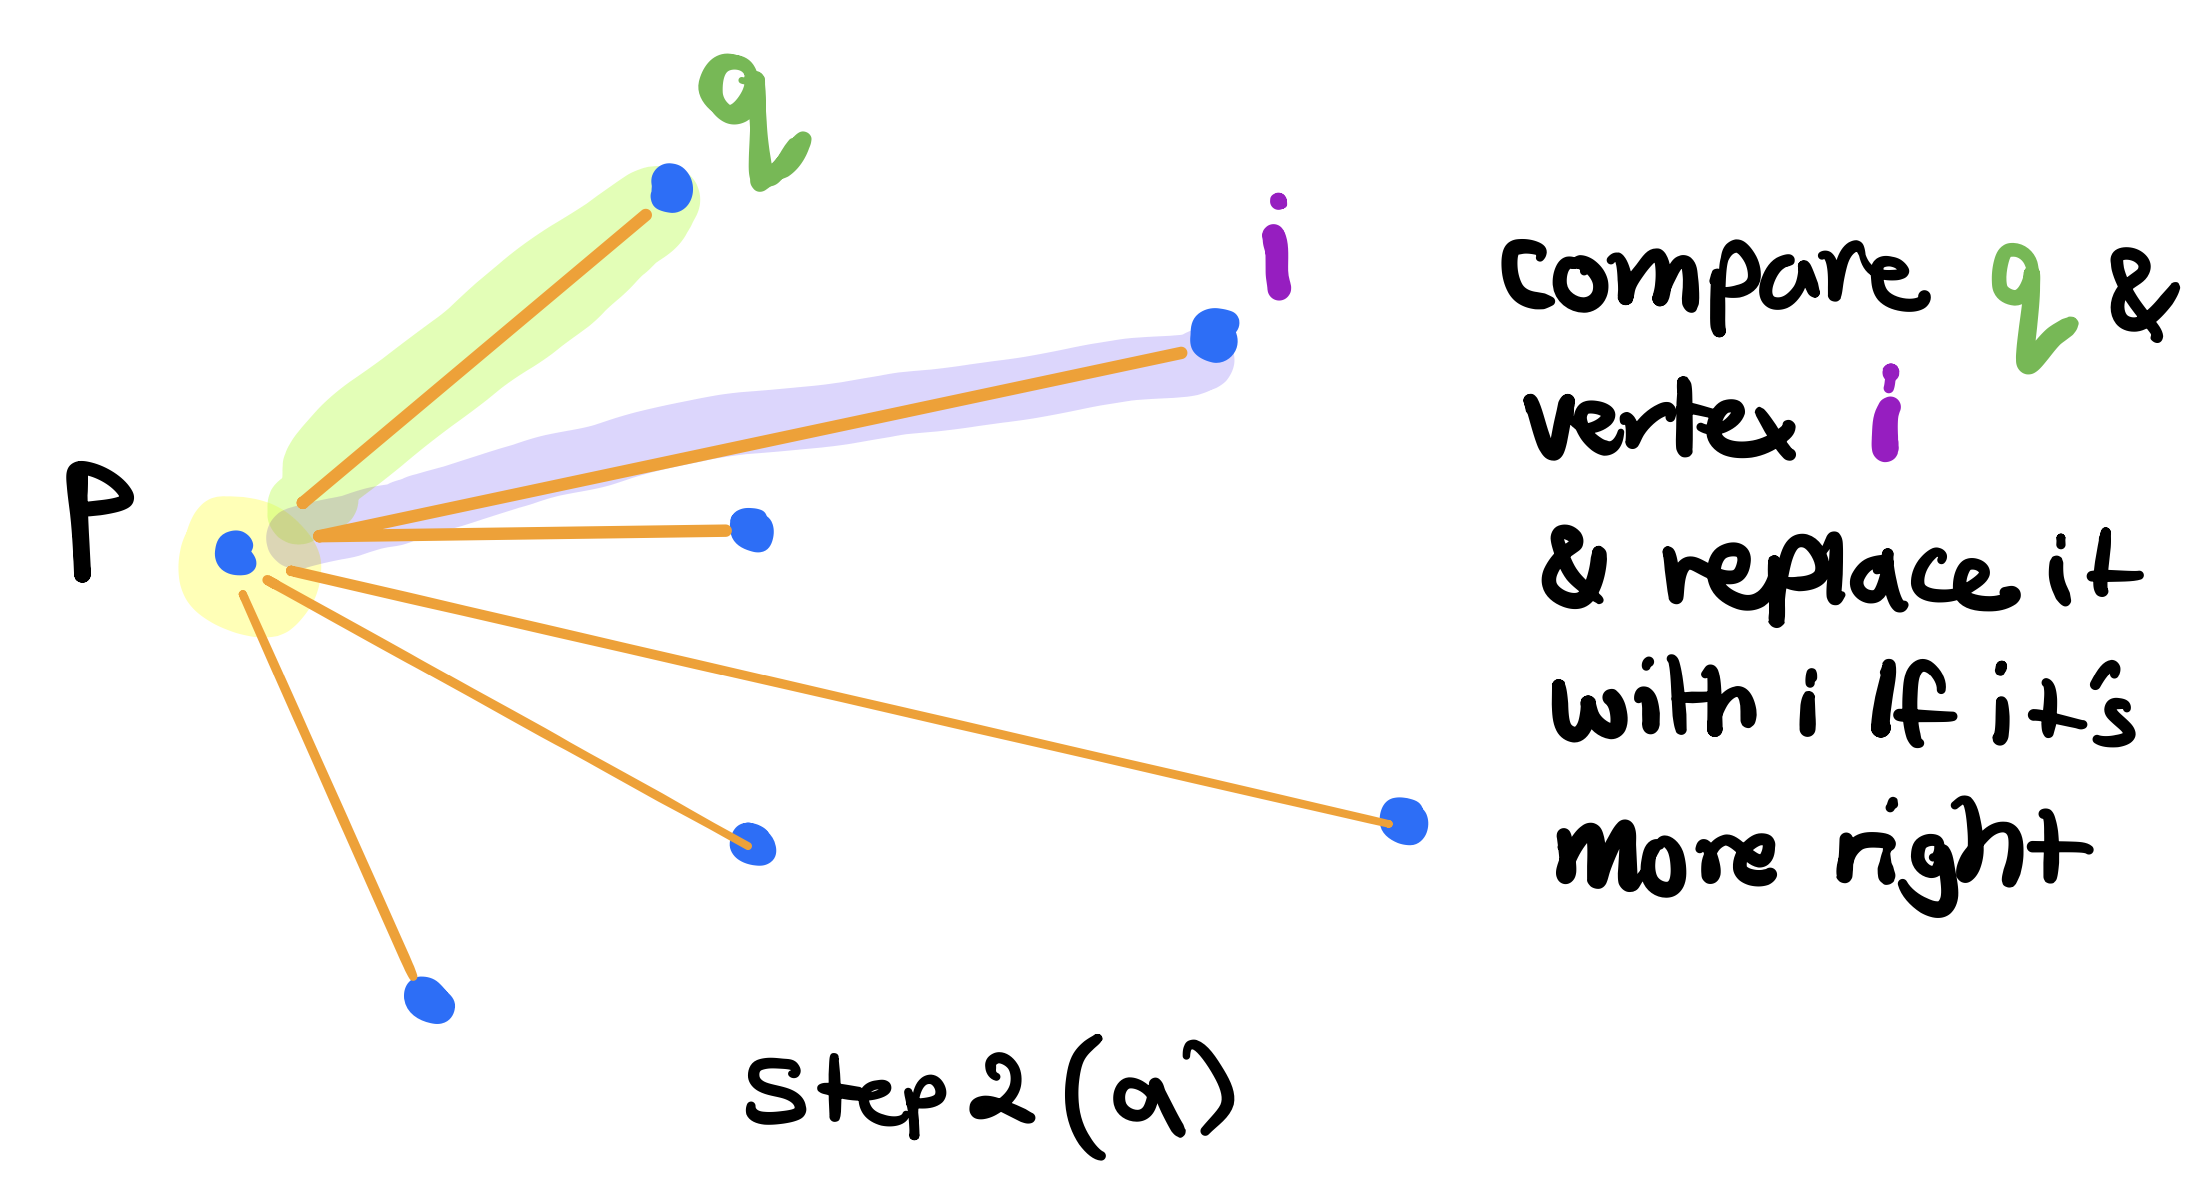 q
i
P
Compare q &
vertex i
& replace it
with i If it's
more right
Step 2 (a)